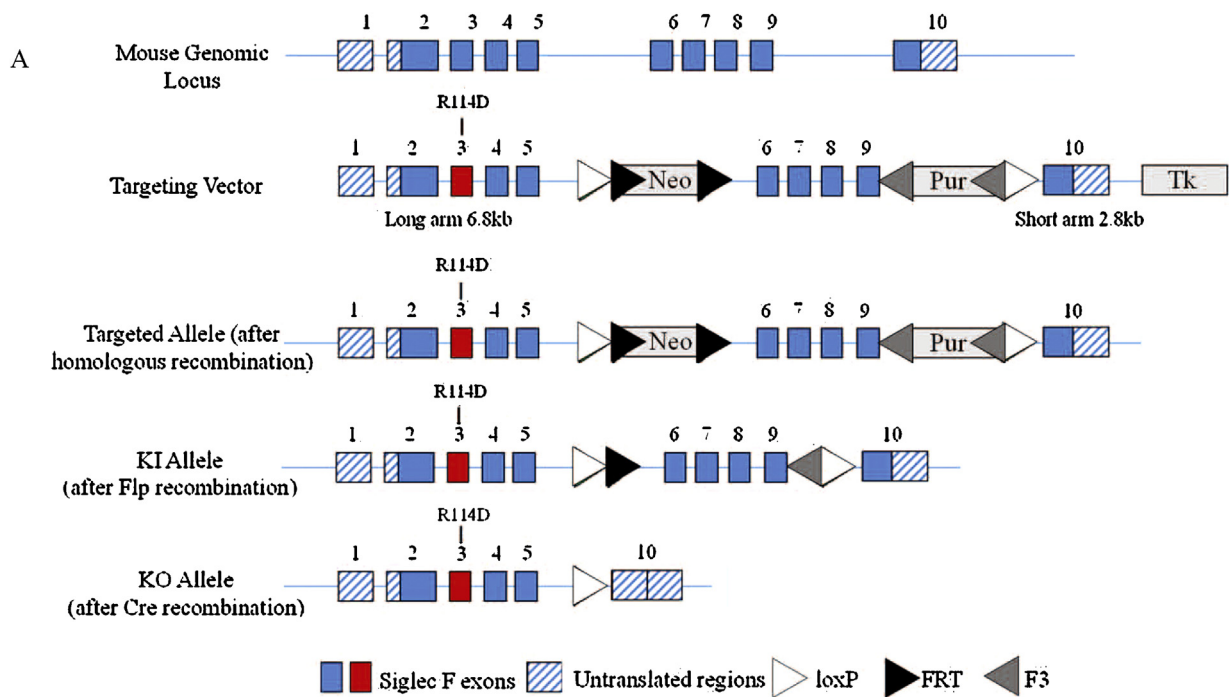 A
1 2 3 4 5 6 7 8 9 10
Mouse Genomic
Locus
R114D
1 2 3 4 5 6 7 8 9 10
Targeting Vector
Neo Pur Tk
Long arm 6.8kb Short arm 2.8kb
R114D
1 2 3 4 5 6 7 8 9 10
Targeted Allele (after
homologous recombination)
Neo Pur
R114D
1 2 3 4 5 6 7 8 9 10
KI Allele
(after Flp recombination)
R114D
1 2 3 4 5 10
KO Allele
(after Cre recombination)
Siglec F exons Untranslated regions loxP FRT F3